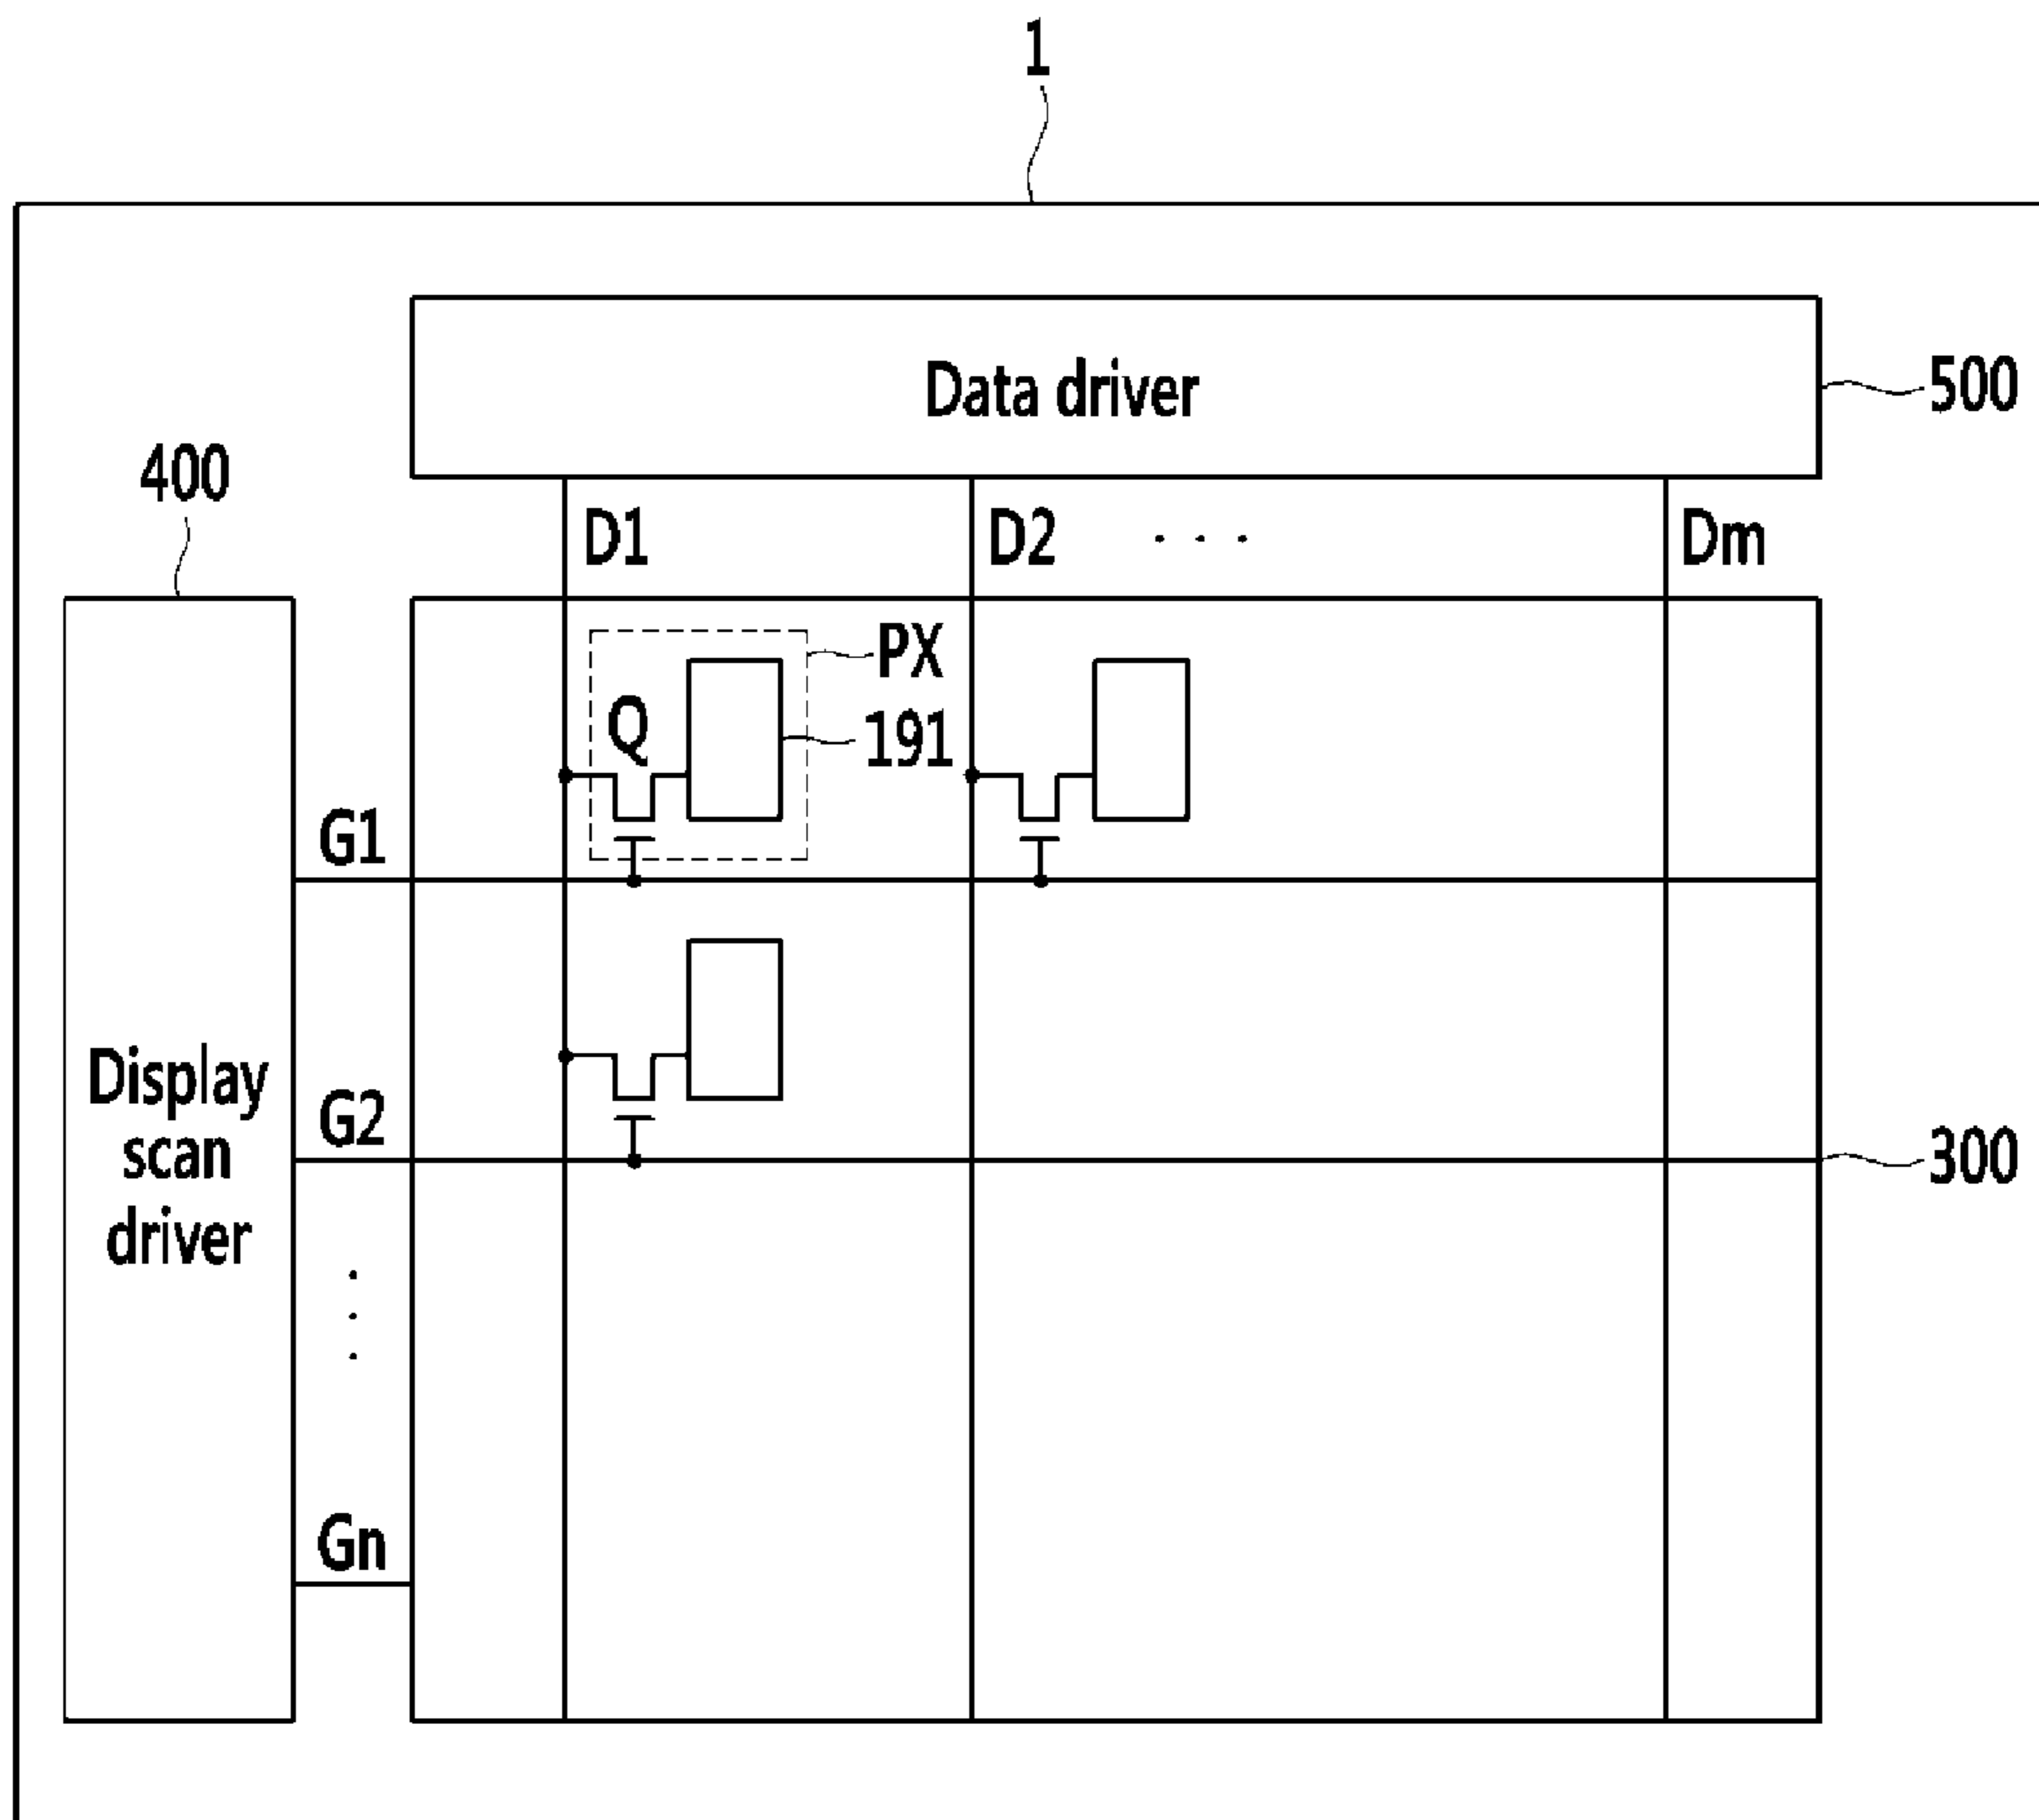 1
Data driver
500
400
D1
D2
. . .
Dm
PX
Q
191
G1
Display
scan
driver
G2
300
.
.
.
Gn